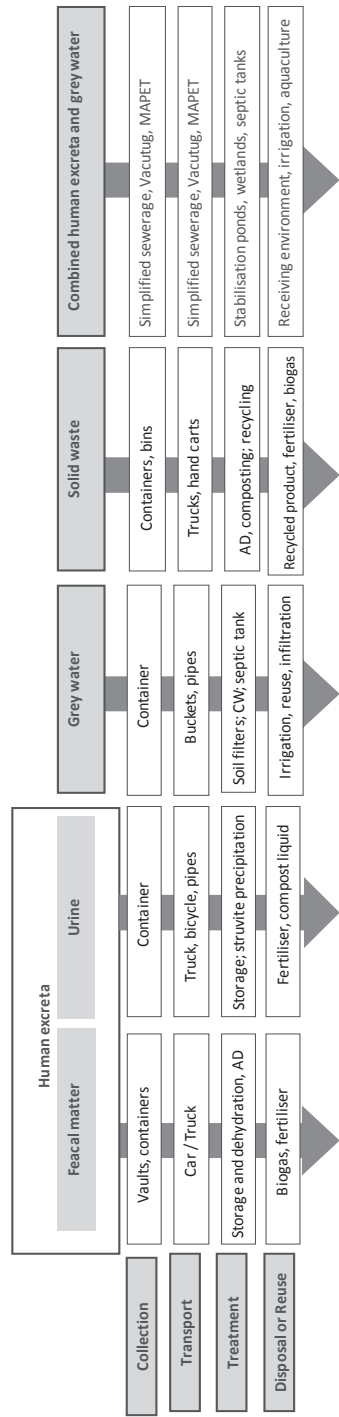 Human excreta
Feacal matter
Urine
Grey water
Solid waste
Combined human excreta and grey water
Collection
Vaults, containers
Container
Container
Containers, bins
Simplified sewerage, Vacutug, MAPET
Transport
Car / Truck
Truck, bicycle, pipes
Buckets, pipes
Trucks, hand carts
Simplified sewerage, Vacutug, MAPET
Treatment
Storage and dehydration, AD
Storage; struvite precipitation
Soil filters; CW; septic tank
AD, composting; recycling
Stabilisation ponds, wetlands, septic tanks
Disposal or Reuse
Biogas, fertiliser
Fertiliser, compost liquid
Irrigation, reuse, infiltration
Recycled product, fertiliser, biogas
Receiving environment, irrigation, aquaculture